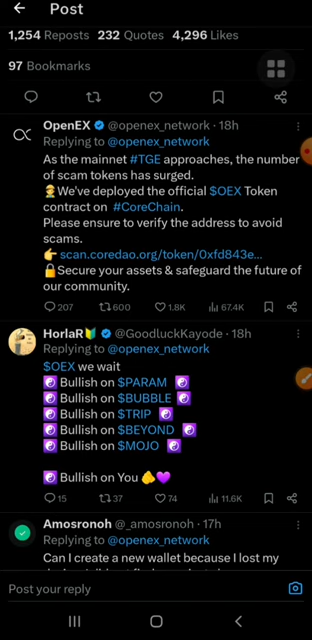 Post
1,254 Reposts 232 Quotes 4,296 Likes
97 Bookmarks
OpenEX @openex_network · 18h
Replying to @openex_network
As the mainnet #TGE approaches, the number
of scam tokens has surged.
We've deployed the official $OEX Token
contract on #CoreChain.
Please ensure to verify the address to avoid
scams.
👉scan.coredao.org/token/0xfd843e...
🔒Secure your assets & safeguard the future of
our community.
207 600 1.8K 67.4K
HorlaR🔰 @GoodluckKayode · 18h
Replying to @openex_network
$OEX we wait
☯ Bullish on $PARAM ☯
☯ Bullish on $BUBBLE ☯
☯ Bullish on $TRIP ☯
☯ Bullish on $BEYOND ☯
☯ Bullish on $MOJO ☯
☯ Bullish on You 🫵💜
15 37 74 11.6K
Amosronoh @_amosronoh · 17h
Replying to @openex_network
Can I create a new wallet because I lost my
Post your reply